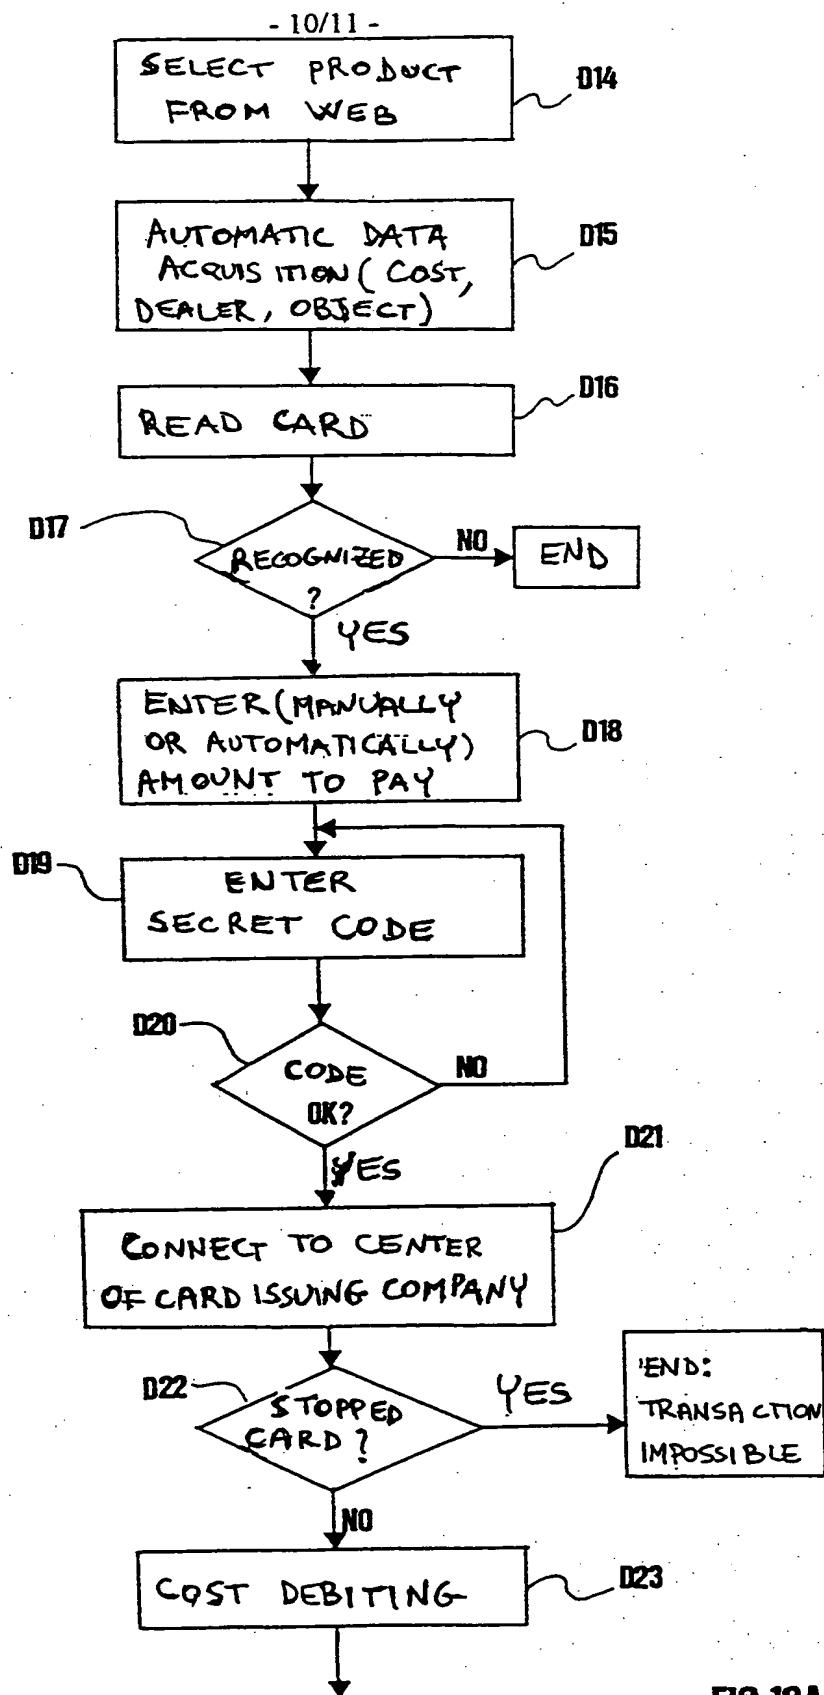 - 10/11 -
SELECT PRODUCT
FROM WEB
D14
AUTOMATIC DATA
ACQUISITION (COST,
DEALER, OBJECT)
D15
READ CARD
D16
D17
RECOGNIZED
?
NO
END
YES
ENTER (MANUALLY
OR AUTOMATICALLY)
AMOUNT TO PAY
D18
D19
ENTER
SECRET CODE
D20
CODE
OK?
NO
YES
D21
CONNECT TO CENTER
OF CARD ISSUING COMPANY
D22
STOPPED
CARD?
YES
END:
TRANSACTION
IMPOSSIBLE
NO
COST DEBITING
D23